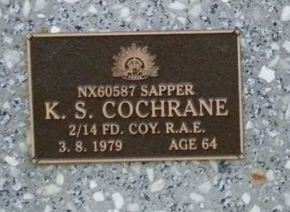 NX60587 SAPPER
K. S. COCHRANE
2/14 FD. COY. R.A.E.
3. 8. 1979 AGE 64